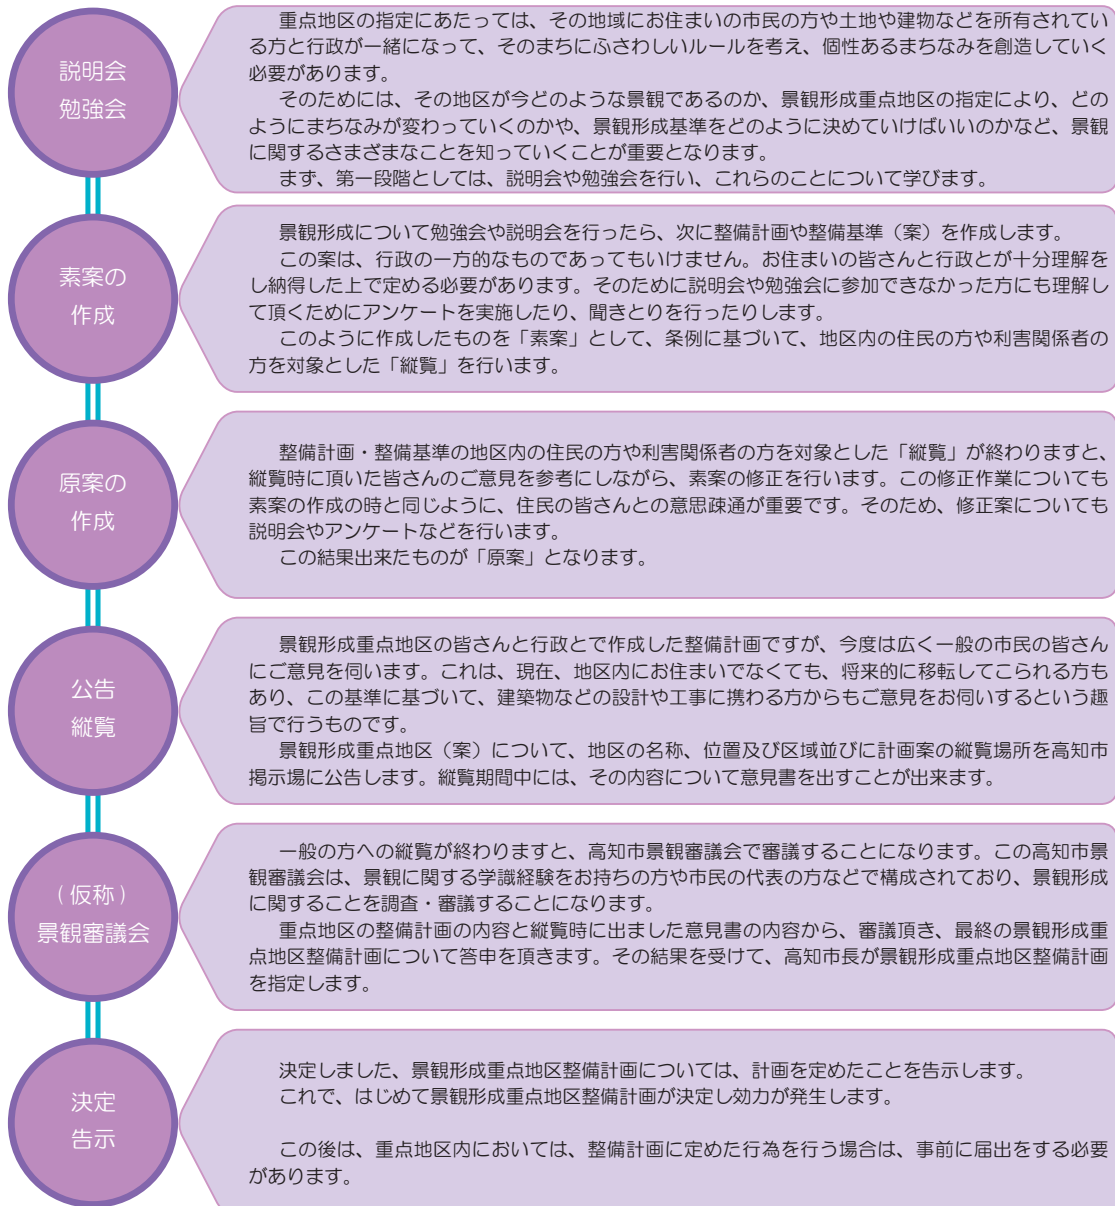 説明会
勉強会
重点地区の指定にあたっては、その地域にお住まいの市民の方や土地や建物などを所有されてい
る方と行政が一緒になって、そのまちにふさわしいルールを考え、個性あるまちなみを創造していく
必要があります。
そのためには、その地区が今どのような景観であるのか、景観形成重点地区の指定により、どの
ようにまちなみが変わっていくのかや、景観形成基準をどのように決めていけばいいのかなど、景観
に関するさまざまなことを知っていくことが重要となります。
まず、第一段階としては、説明会や勉強会を行い、これらのことについて学びます。
素案の
作成
景観形成について勉強会や説明会を行ったら、次に整備計画や整備基準（案）を作成します。
この案は、行政の一方的なものであってもいけません。お住まいの皆さんと行政とが十分理解を
し納得した上で定める必要があります。そのために説明会や勉強会に参加できなかった方にも理解し
て頂くためにアンケートを実施したり、聞きとりを行ったりします。
このように作成したものを「素案」として、条例に基づいて、地区内の住民の方や利害関係者の
方を対象とした「縦覧」を行います。
原案の
作成
整備計画・整備基準の地区内の住民の方や利害関係者の方を対象とした「縦覧」が終わりますと、
縦覧時に頂いた皆さんのご意見を参考にしながら、素案の修正を行います。この修正作業についても
素案の作成の時と同じように、住民の皆さんとの意思疎通が重要です。そのため、修正案についても
説明会やアンケートなどを行います。
この結果出来たものが「原案」となります。
公告
縦覧
景観形成重点地区の皆さんと行政とで作成した整備計画ですが、今度は広く一般の市民の皆さん
にご意見を伺います。これは、現在、地区内にお住まいでなくても、将来的に移転してこられる方も
あり、この基準に基づいて、建築物などの設計や工事に携わる方からもご意見をお伺いするという趣
旨で行うものです。
景観形成重点地区（案）について、地区の名称、位置及び区域並びに計画案の縦覧場所を高知市
掲示場に公告します。縦覧期間中には、その内容について意見書を出すことが出来ます。
（仮称）
景観審議会
一般の方への縦覧が終わりますと、高知市景観審議会で審議することになります。この高知市景
観審議会は、景観に関する学識経験をお持ちの方や市民の代表の方などで構成されており、景観形成
に関することを調査・審議することになります。
重点地区の整備計画の内容と縦覧時に出ました意見書の内容から、審議頂き、最終の景観形成重
点地区整備計画について答申を頂きます。その結果を受けて、高知市長が景観形成重点地区整備計画
を指定します。
決定
告示
決定しました、景観形成重点地区整備計画については、計画を定めたことを告示します。
これで、はじめて景観形成重点地区整備計画が決定し効力が発生します。
この後は、重点地区内においては、整備計画に定めた行為を行う場合は、事前に届出をする必要
があります。